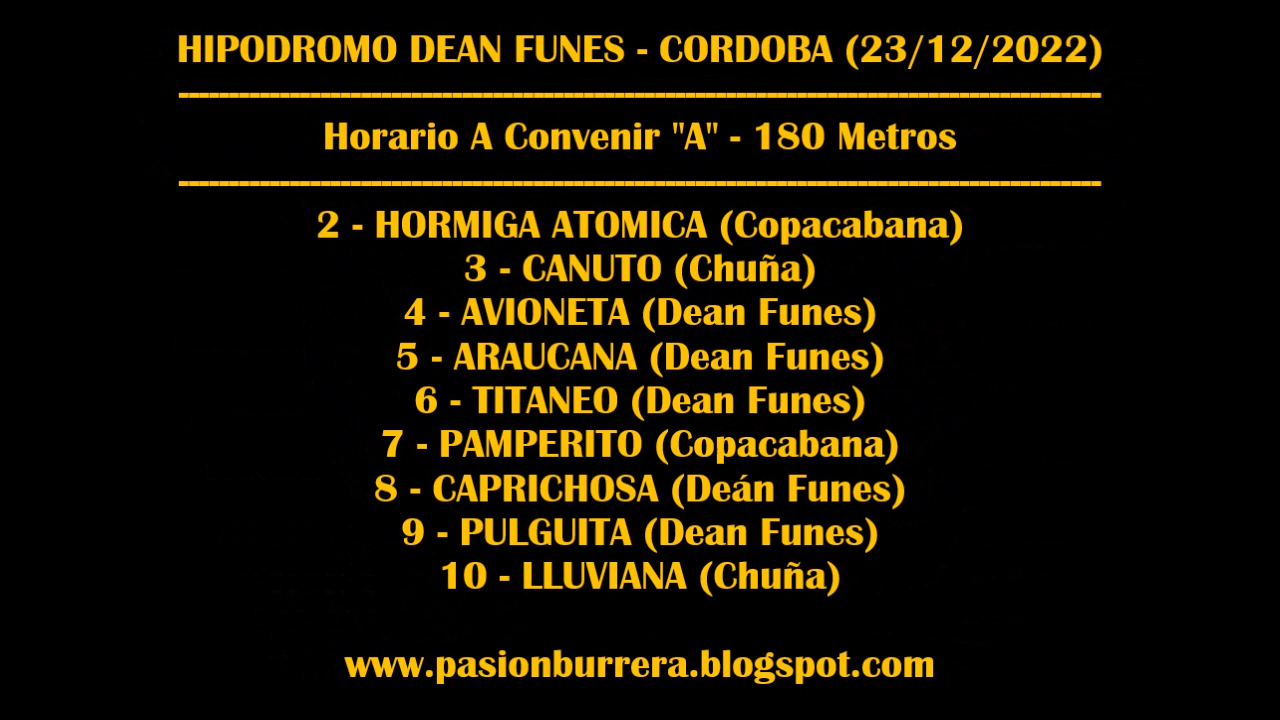 HIPODROMO DEAN FUNES - CORDOBA (23/12/2022)
------------------------------------------------------------------------------------------
Horario A Convenir "A" - 180 Metros
------------------------------------------------------------------------------------------
2 - HORMIGA ATOMICA (Copacabana)
3 - CANUTO (Chuña)
4 - AVIONETA (Dean Funes)
5 - ARAUCANA (Dean Funes)
6 - TITANEO (Dean Funes)
7 - PAMPERITO (Copacabana)
8 - CAPRICHOSA (Deán Funes)
9 - PULGUITA (Dean Funes)
10 - LLUVIANA (Chuña)
www.pasionburrera.blogspot.com